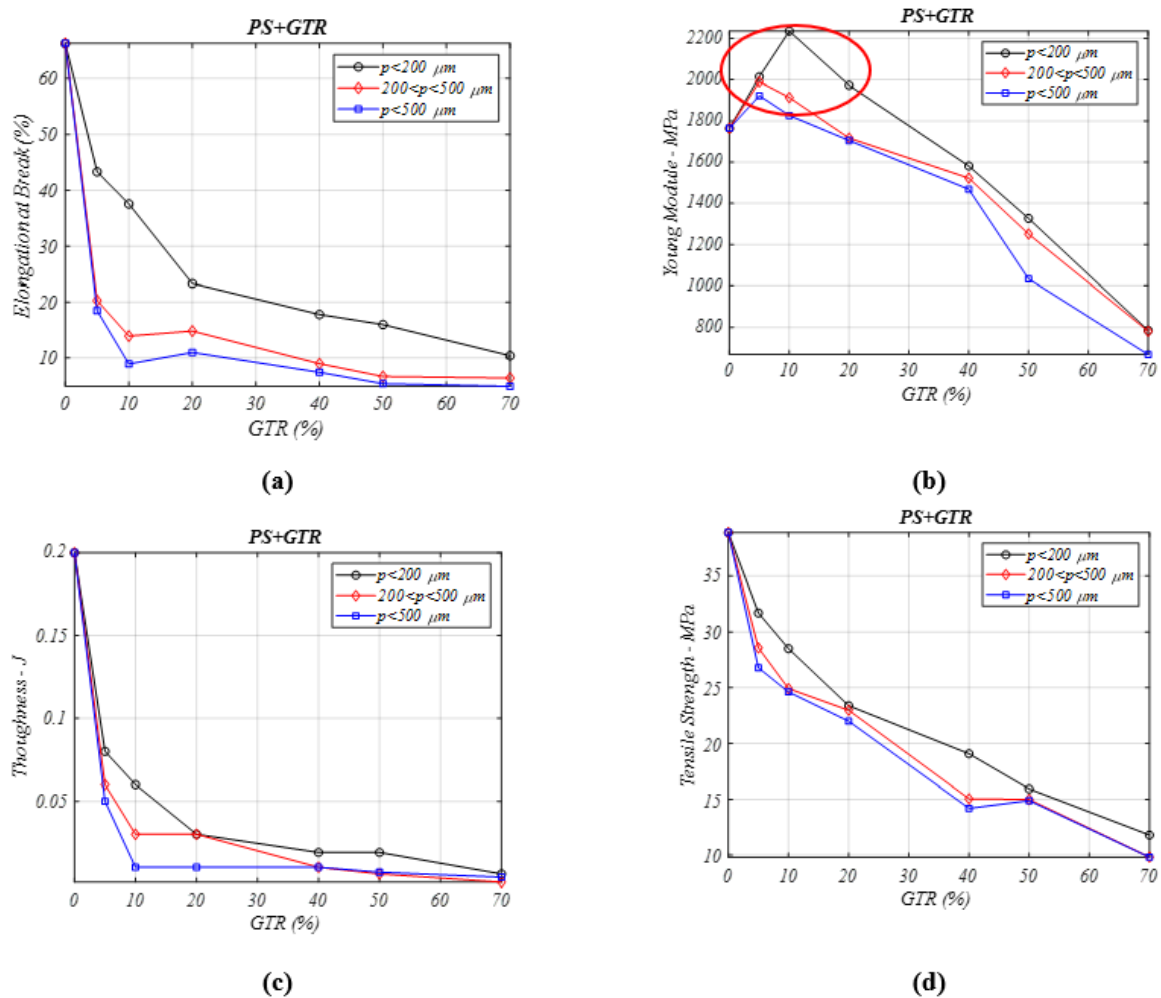 PS+GTR
p<200 μm
200<p<500 μm
p<500 μm
Elongation at Break (%)
60
50
40
30
20
10
0
10
20
30
40
50
60
70
GTR (%)
(a)
PS+GTR
p<200 μm
200<p<500 μm
p<500 μm
Young Module - MPa
2200
2000
1800
1600
1400
1200
1000
800
0
10
20
30
40
50
60
70
GTR (%)
(b)
PS+GTR
p<200 μm
200<p<500 μm
p<500 μm
Thoughness - J
0.2
0.15
0.1
0.05
0
10
20
30
40
50
60
70
GTR (%)
(c)
PS+GTR
p<200 μm
200<p<500 μm
p<500 μm
Tensile Strength - MPa
35
30
25
20
15
10
0
10
20
30
40
50
60
70
GTR (%)
(d)